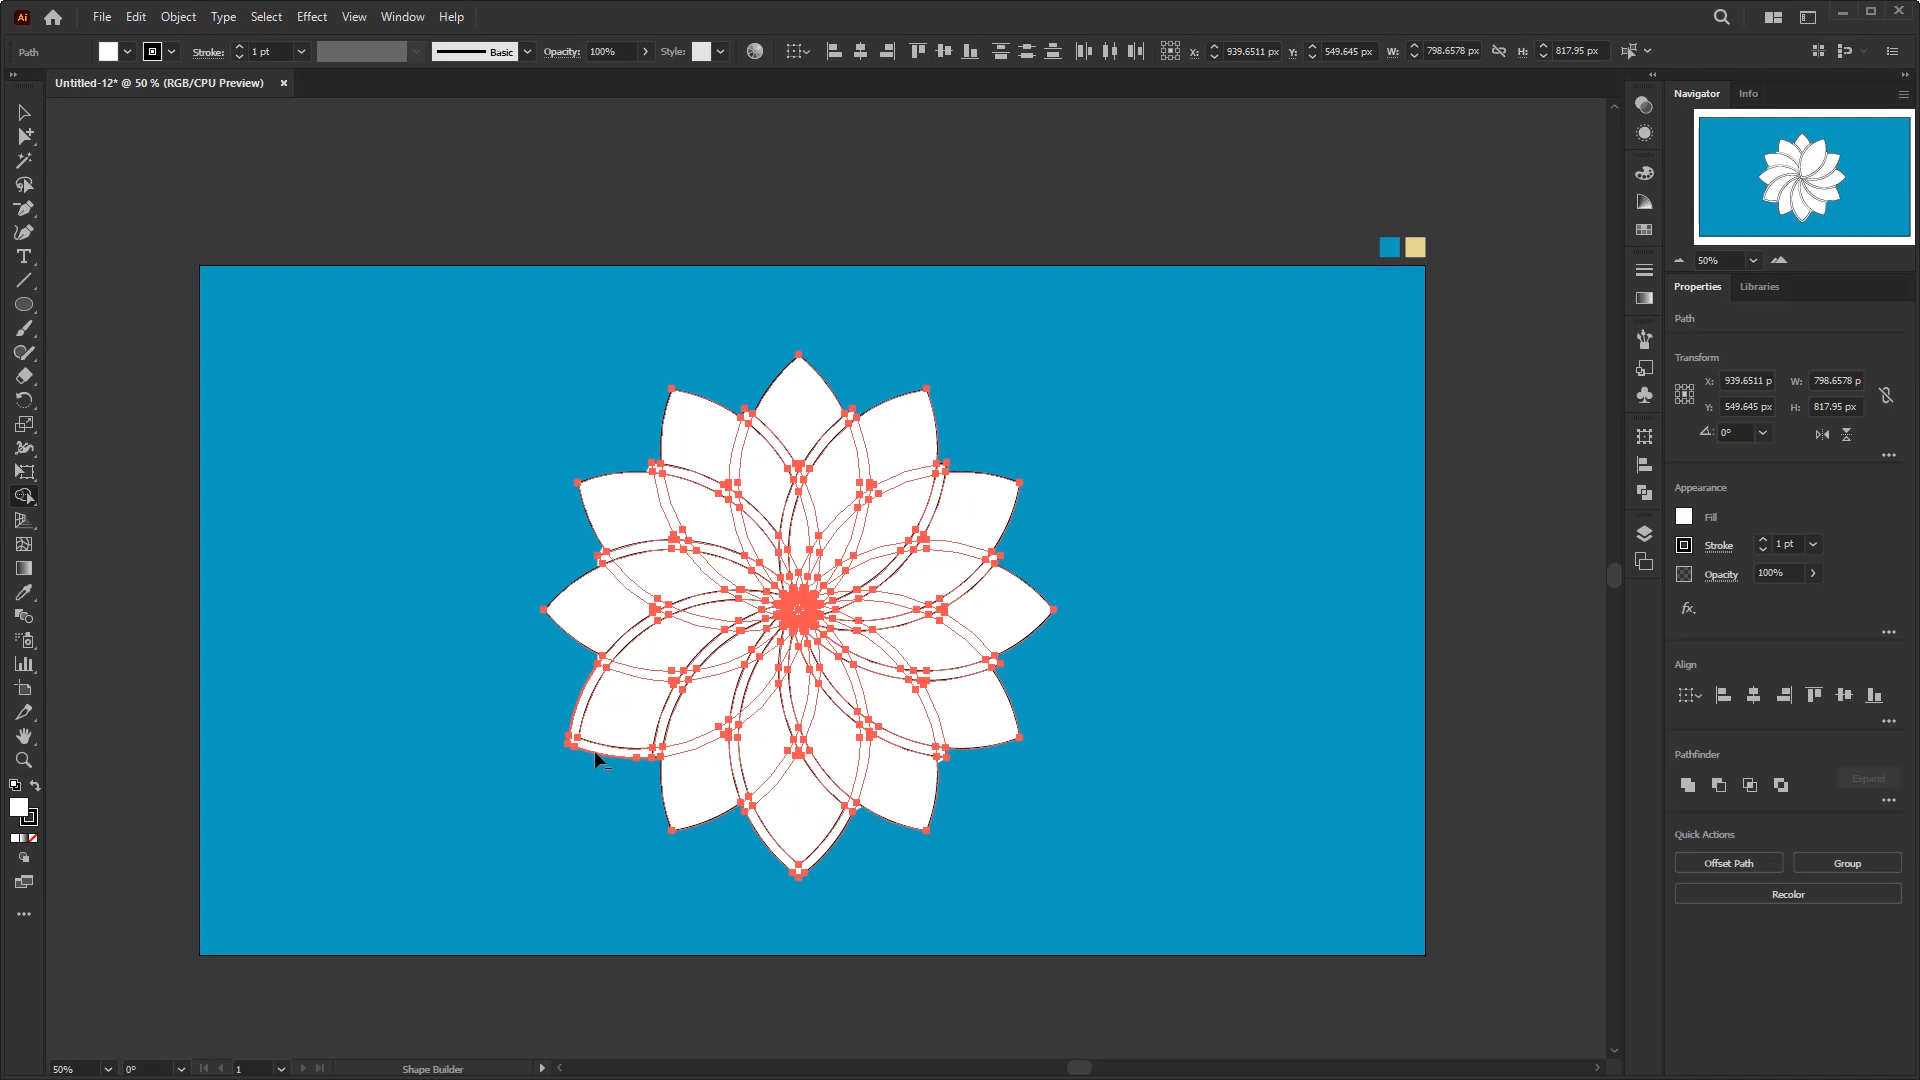 Ai File Edit Object Type Select Effect View Window Help
Path Stroke: 1 pt Basic Opacity: 100% Style: X: 939.6511 px Y: 549.645 px W: 798.6578 px H: 817.95 px
Untitled-12* @ 50 % (RGB/CPU Preview) ×
Navigator Info
50%
Properties Libraries
Path
Transform
X: 939.6511 p W: 798.6578 p
Y: 549.645 px H: 817.95 px
0°
Appearance
Fill
Stroke 1 pt
Opacity 100%
fx.
Align
Pathfinder
Expand
Quick Actions
Offset Path Group
Recolor
50% 0° 1 Shape Builder